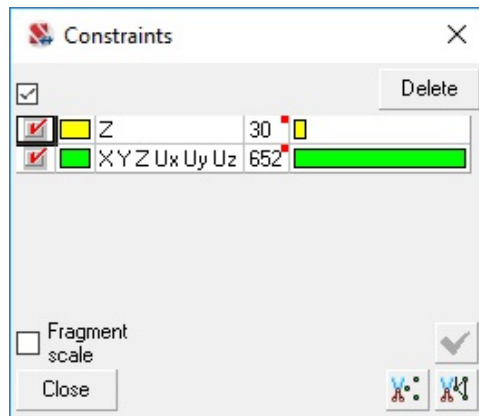 Constraints
Delete
Z 30
X Y Z Ux Uy Uz 652
Fragment
scale
Close